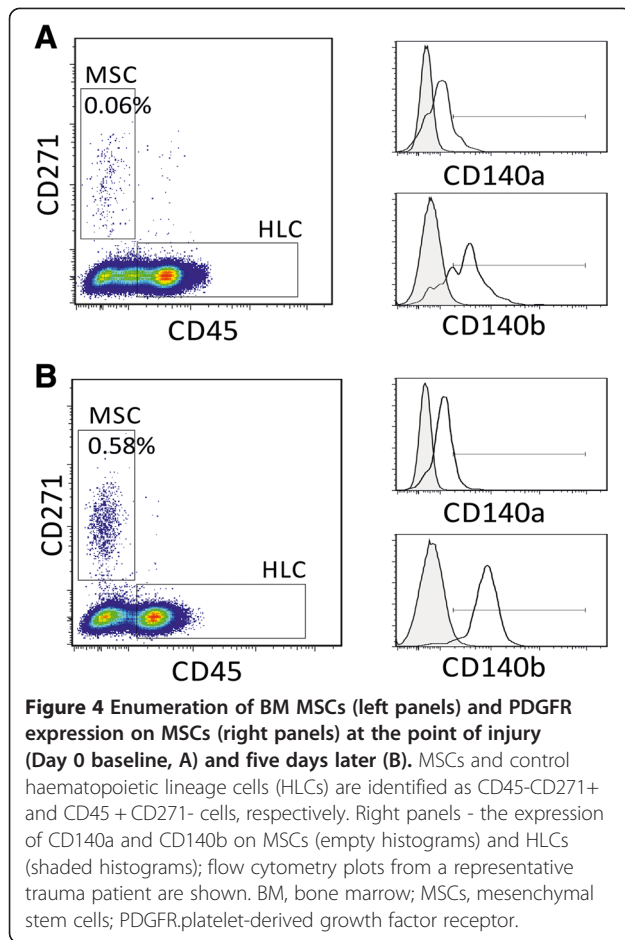 A
MSC
0.06%
HLC
CD271
CD45
CD140a
CD140b
B
MSC
0.58%
HLC
CD271
CD45
CD140a
CD140b
Figure 4 Enumeration of BM MSCs (left panels) and PDGFR
expression on MSCs (right panels) at the point of injury
(Day 0 baseline, A) and five days later (B). MSCs and control
haematopoietic lineage cells (HLCs) are identified as CD45-CD271+
and CD45 + CD271- cells, respectively. Right panels - the expression
of CD140a and CD140b on MSCs (empty histograms) and HLCs
(shaded histograms); flow cytometry plots from a representative
trauma patient are shown. BM, bone marrow; MSCs, mesenchymal
stem cells; PDGFR.platelet-derived growth factor receptor.